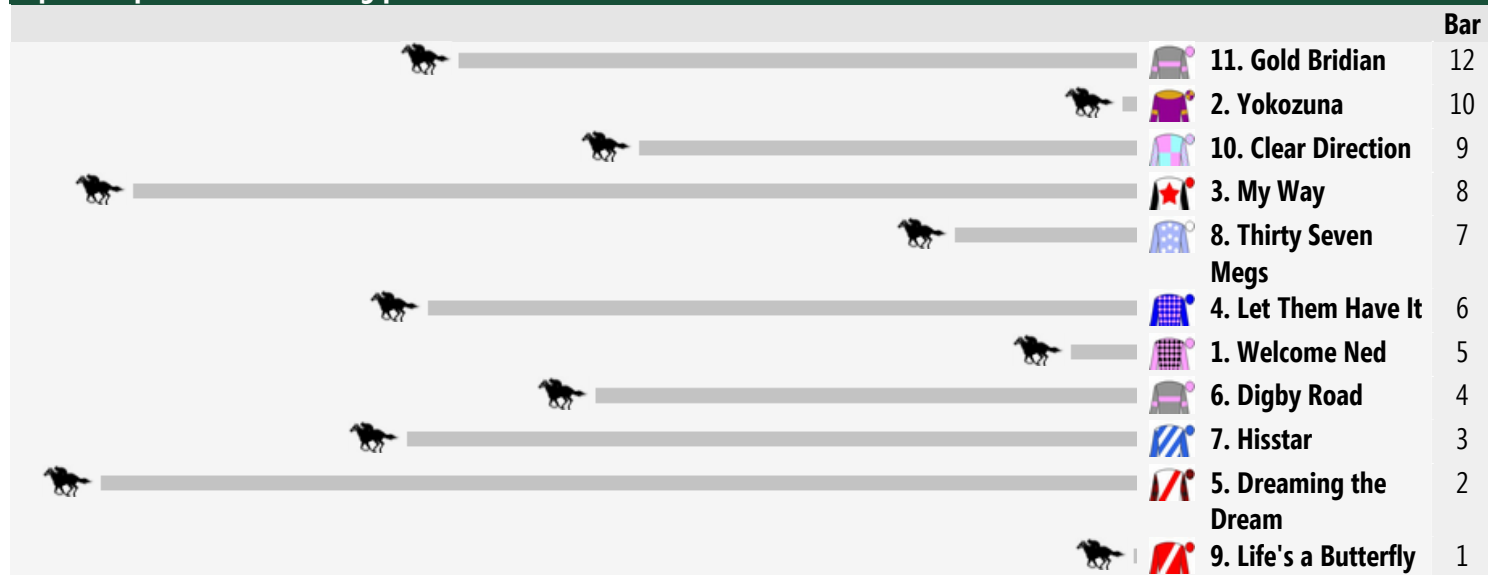 Bar
11. Gold Bridian 12
2. Yokozuna 10
10. Clear Direction 9
3. My Way 8
8. Thirty Seven 7
Megs
4. Let Them Have It 6
1. Welcome Ned 5
6. Digby Road 4
7. Hisstar 3
5. Dreaming the 2
Dream
9. Life's a Butterfly 1